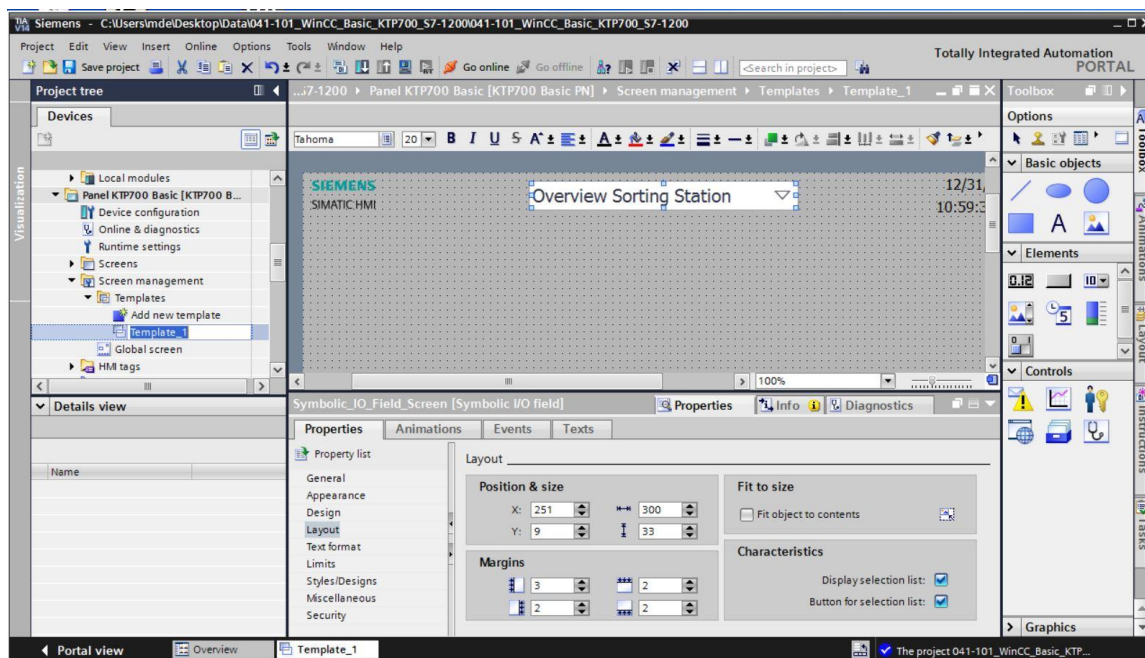 Siemens - C:\Users\mde\Desktop\Data\041-101_WinCC_Basic_KTP700_S7-1200\041-101_WinCC_Basic_KTP700_S7-1200
Project Edit View Insert Online Options Tools Window Help
Totally Integrated Automation
PORTAL
Save project Go online Go offline <Search in project>
Project tree
...S7-1200 Panel KTP700 Basic [KTP700 Basic PN] Screen management Templates Template_1
Toolbox
Devices
Options
Tahoma 20 B I U S A
Visualization
Local modules
Panel KTP700 Basic [KTP700 B...
Device configuration
Online & diagnostics
Runtime settings
Screens
Screen management
Templates
Add new template
Template_1
Global screen
HMI tags
SIEMENS
SIMATIC HMI
Overview Sorting Station
12/31/
10:59:3
100%
Basic objects
A
Elements
0.12
10
5
Controls
Graphics
Toolbox
Animations
Layout
Instructions
Tasks
Details view
Name
Symbolic_IO_Field_Screen [Symbolic I/O field]
Properties Info Diagnostics
Properties Animations Events Texts
Property list
General
Appearance
Design
Layout
Text format
Limits
Styles/Designs
Miscellaneous
Security
Layout
Position & size
X: 251 300
Y: 9 33
Margins
3 2
2 2
Fit to size
Fit object to contents
Characteristics
Display selection list:
Button for selection list:
Portal view Overview Template_1
The project 041-101_WinCC_Basic_KTP...